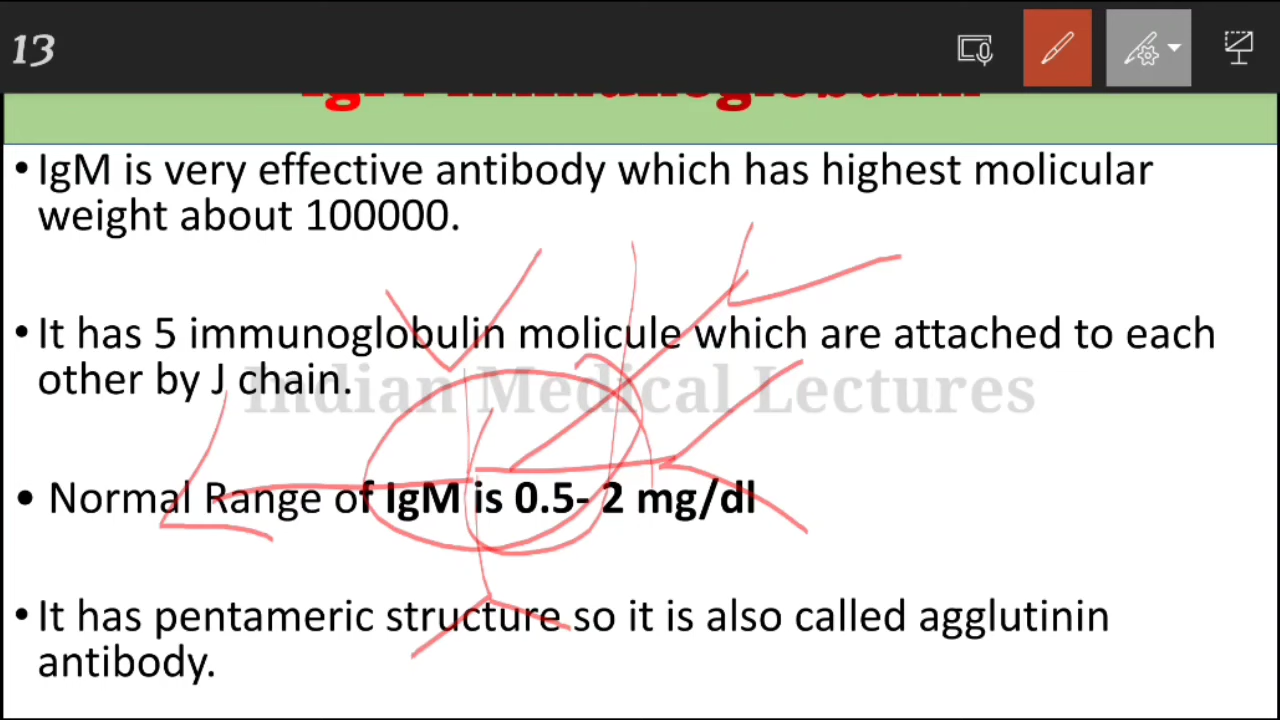 13
IgM Immunoglobulin
• IgM is very effective antibody which has highest molicular
weight about 100000.
• It has 5 immunoglobulin molicule which are attached to each
other by J chain.
Indian Medical Lectures
• Normal Range of IgM is 0.5- 2 mg/dl
• It has pentameric structure so it is also called agglutinin
antibody.